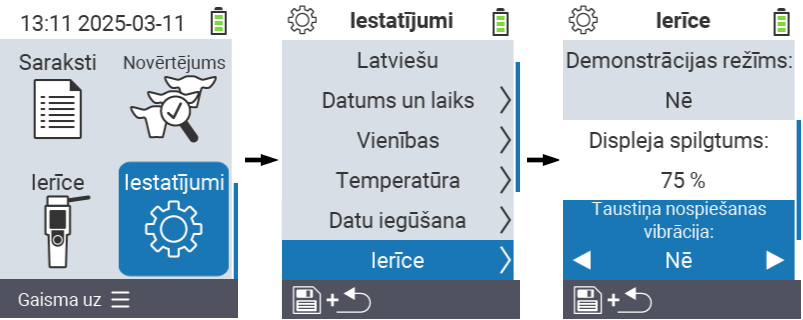 13:11 2025-03-11
Saraksti
Novērtējums
Ierīce
Iestatījumi
Gaisma uz
Iestatījumi
Latviešu
Datums un laiks
Vienības
Temperatūra
Datu iegūšana
Ierīce
+
Ierīce
Demonstrācijas režīms:
Nē
Displeja spilgtums:
75 %
Taustiņa nospiešanas
vibrācija:
Nē
+